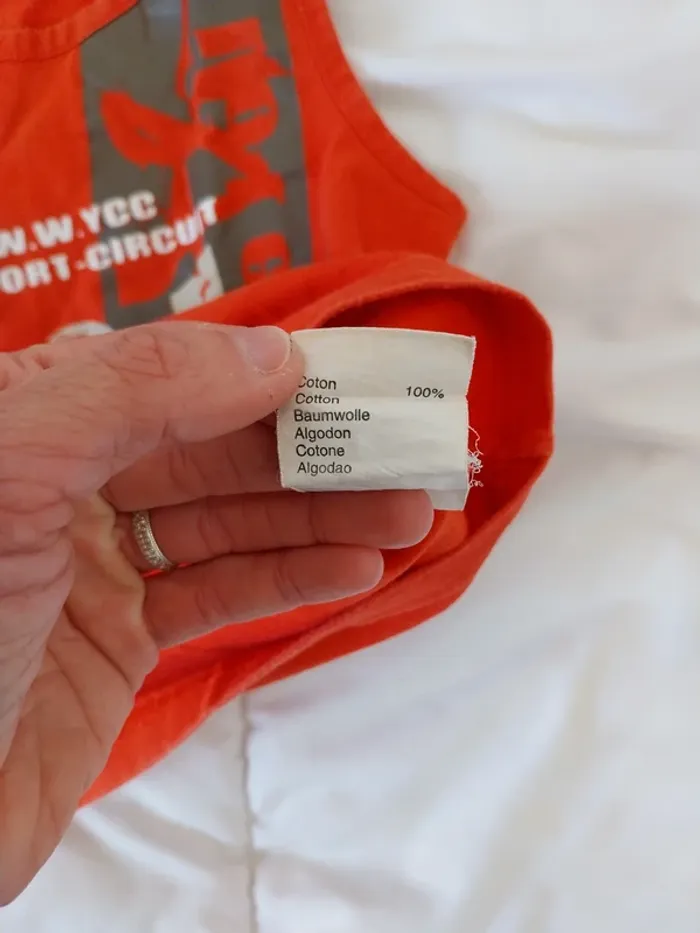 W.W.YCC
ORT-CIRCUIT
Coton
Cotton 100%
Baumwolle
Algodon
Cotone
Algodao